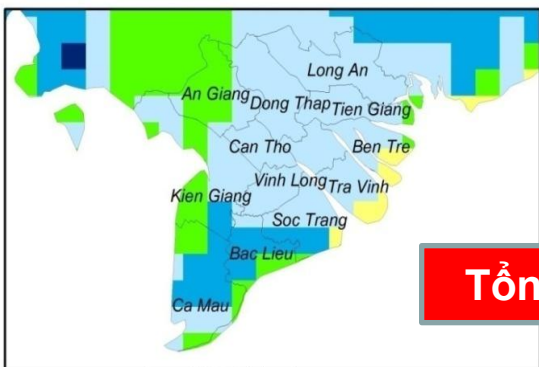 Long An
An Giang
Dong Thap
Tien Giang
Can Tho
Ben Tre
Vinh Long
Tra Vinh
Kien Giang
Soc Trang
Bac Lieu
Ca Mau
Tổn